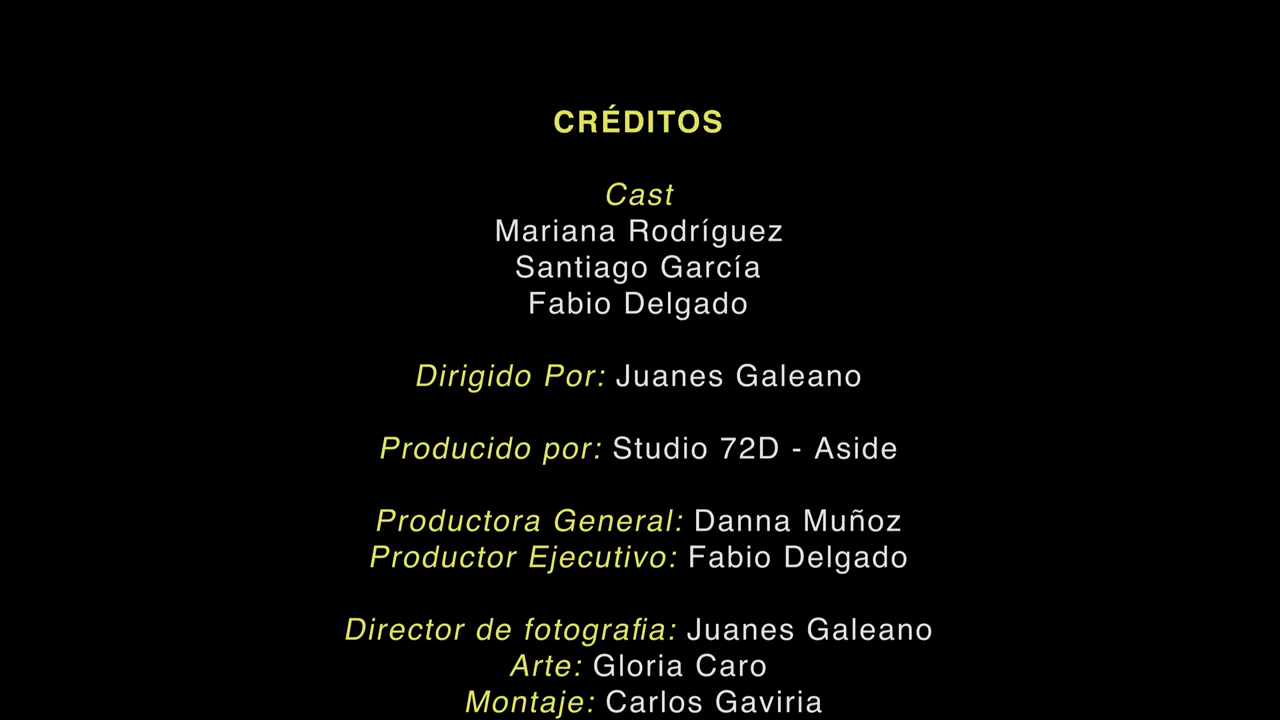 CRÉDITOS
Cast
Mariana Rodríguez
Santiago García
Fabio Delgado
Dirigido Por: Juanes Galeano
Producido por: Studio 72D - Aside
Productora General: Danna Muñoz
Productor Ejecutivo: Fabio Delgado
Director de fotografia: Juanes Galeano
Arte: Gloria Caro
Montaje: Carlos Gaviria